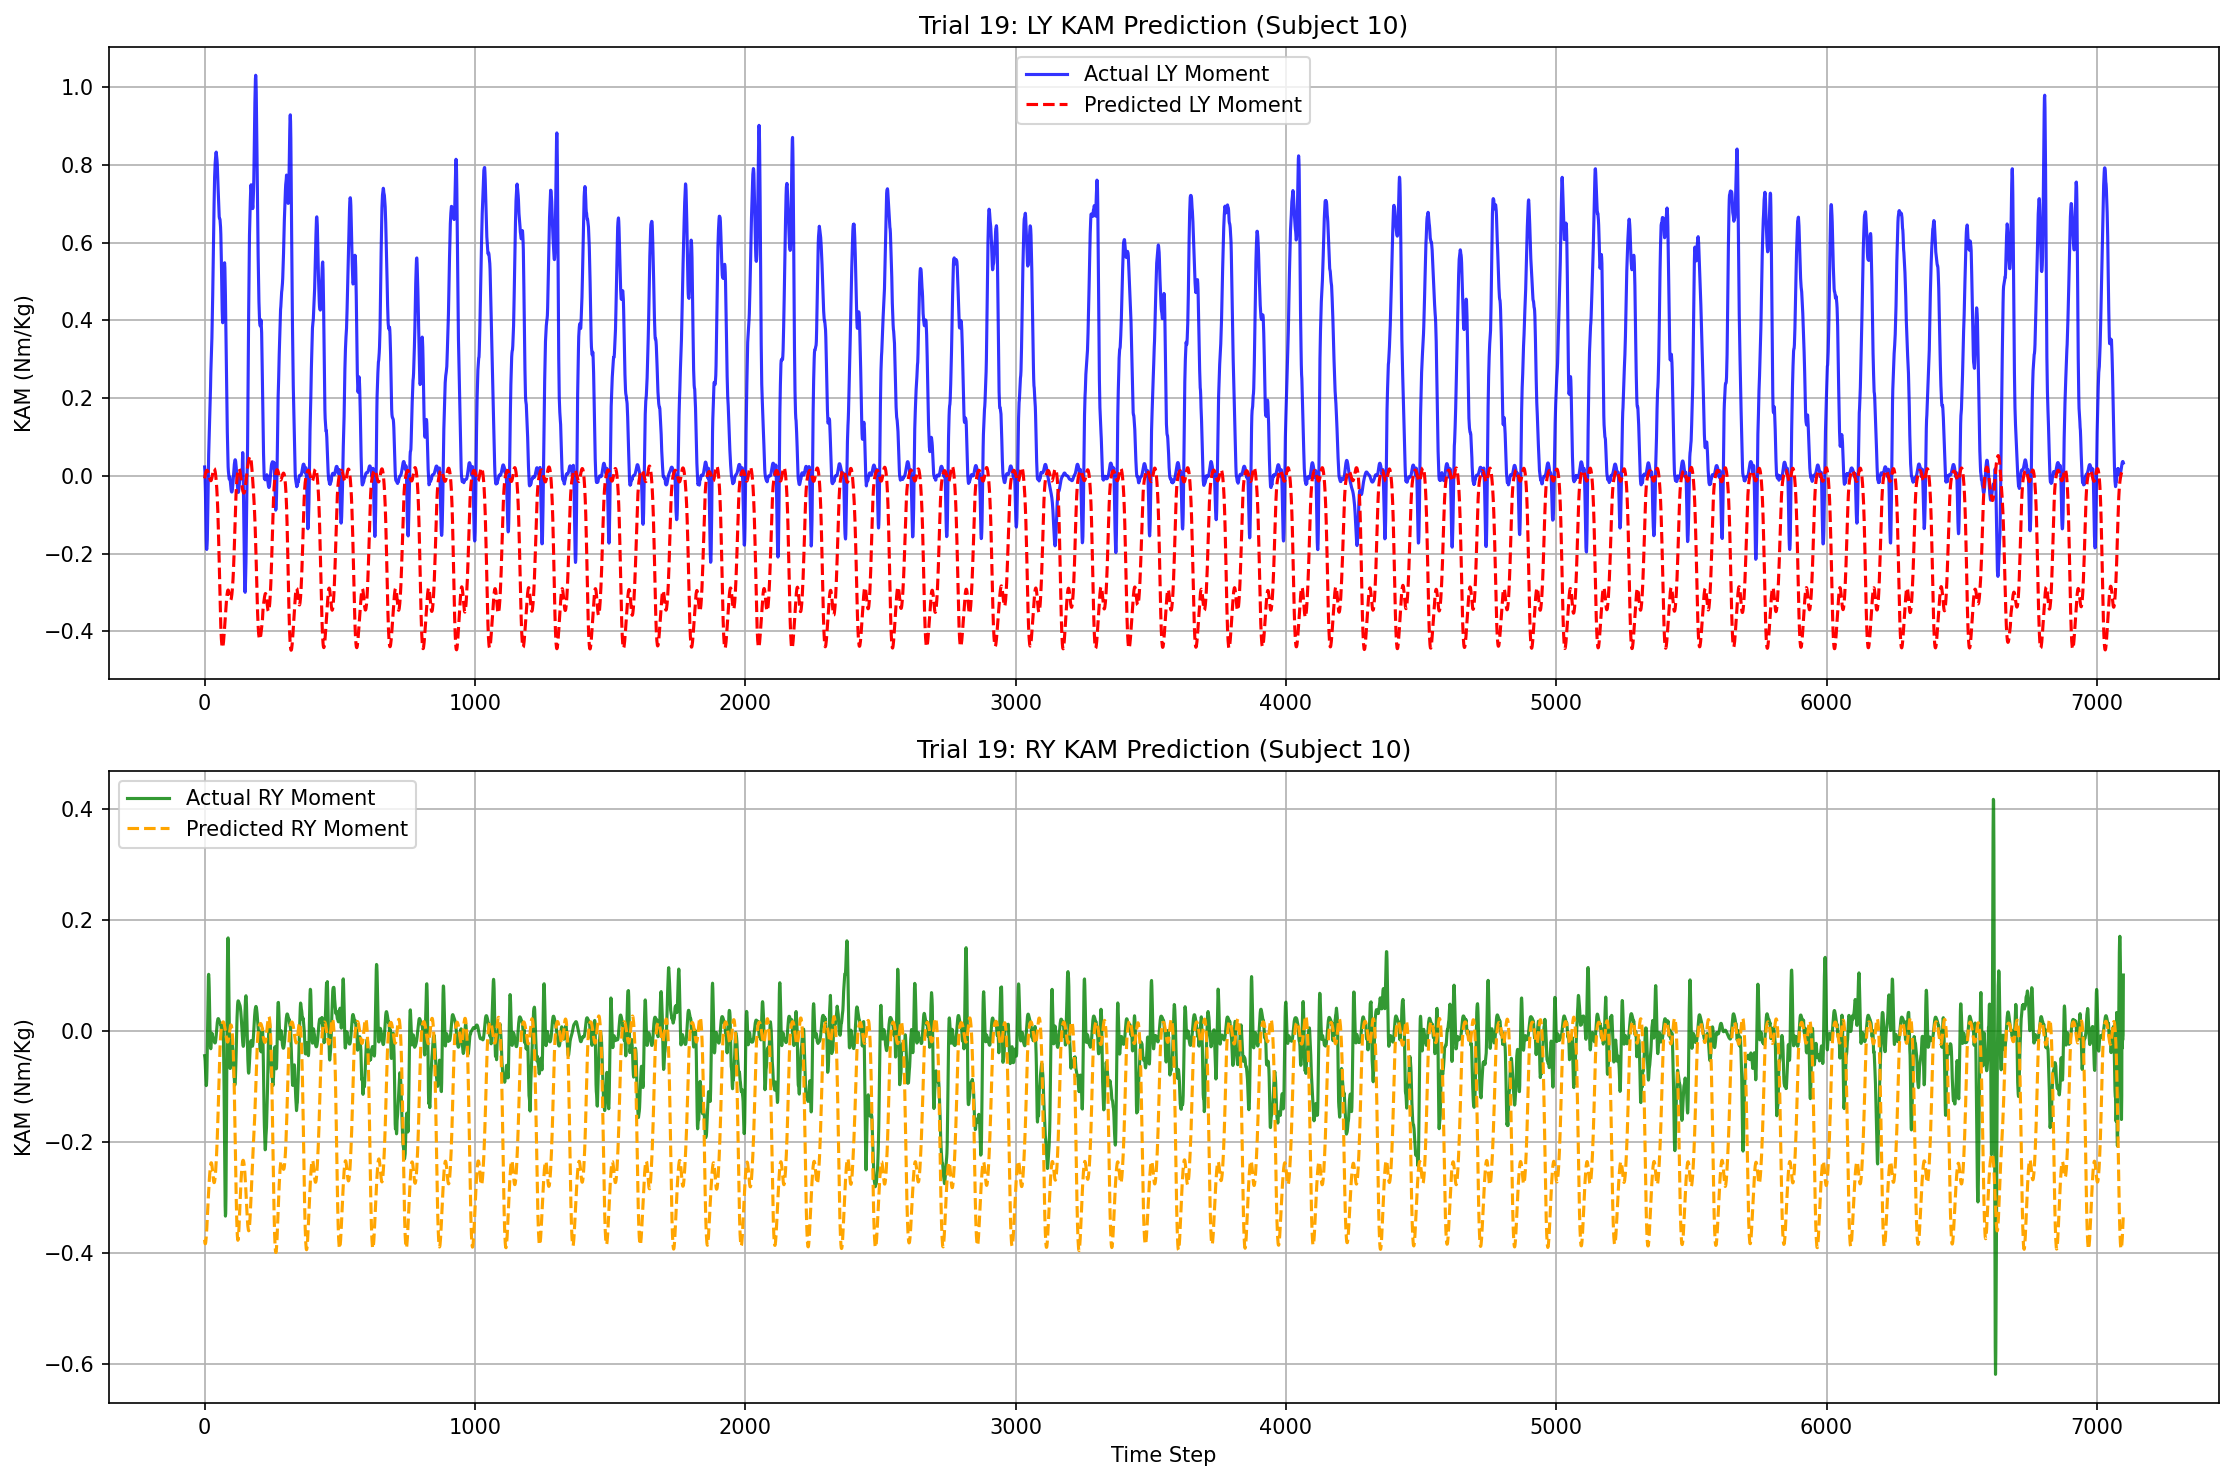 Trial 19: LY KAM Prediction (Subject 10)
Actual LY Moment
Predicted LY Moment
KAM (Nm/Kg)
1.0
0.8
0.6
0.4
0.2
0.0
−0.2
−0.4
0 1000 2000 3000 4000 5000 6000 7000
Trial 19: RY KAM Prediction (Subject 10)
Actual RY Moment
Predicted RY Moment
KAM (Nm/Kg)
0.4
0.2
0.0
−0.2
−0.4
−0.6
0 1000 2000 3000 4000 5000 6000 7000
Time Step